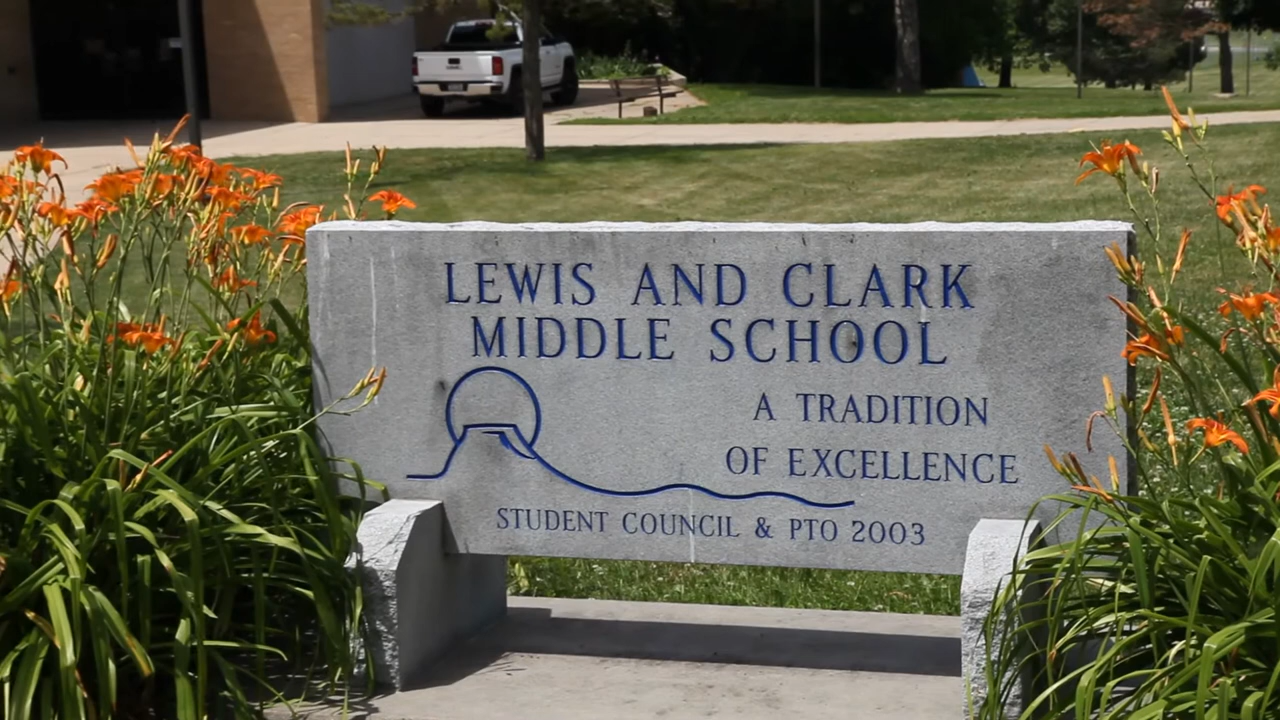 LEWIS AND CLARK
MIDDLE SCHOOL
A TRADITION
OF EXCELLENCE
STUDENT COUNCIL & PTO 2003